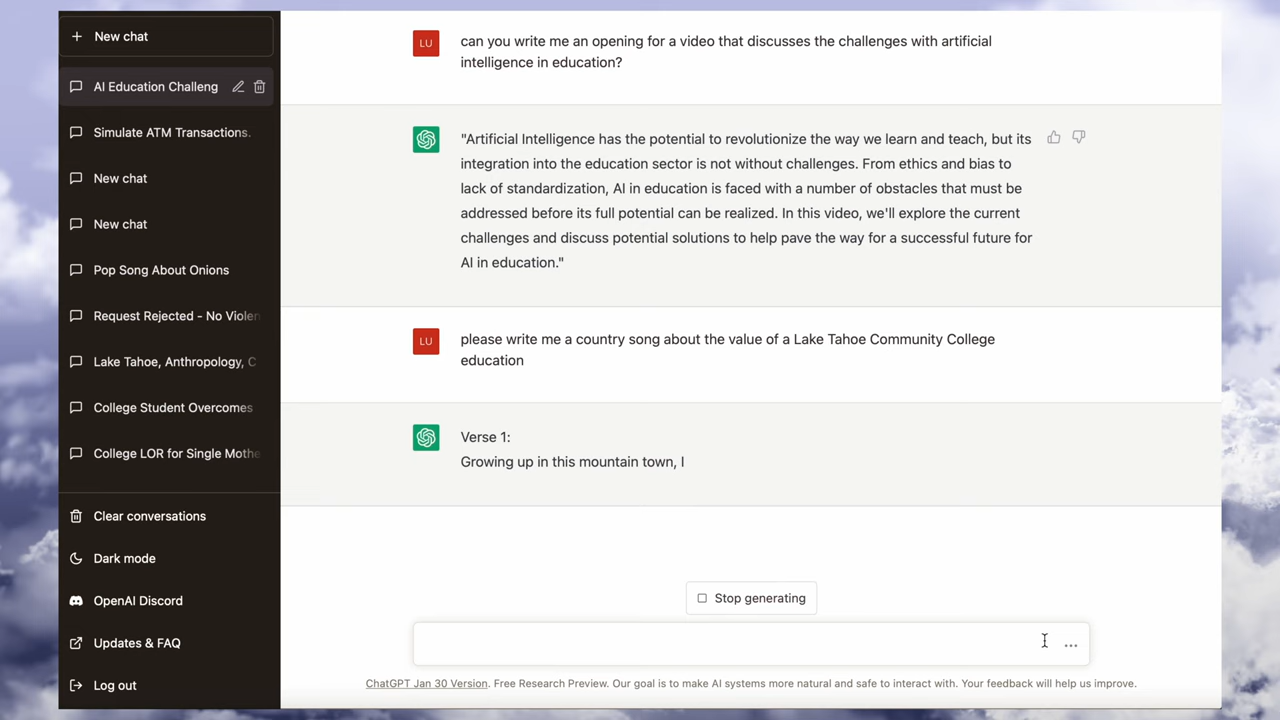 New chat
AI Education Challeng
Simulate ATM Transactions.
New chat
New chat
Pop Song About Onions
Request Rejected - No Violen
Lake Tahoe, Anthropology, C
College Student Overcomes
College LOR for Single Mothe
Clear conversations
Dark mode
OpenAI Discord
Updates & FAQ
Log out
LU
can you write me an opening for a video that discusses the challenges with artificial
intelligence in education?
"Artificial Intelligence has the potential to revolutionize the way we learn and teach, but its
integration into the education sector is not without challenges. From ethics and bias to
lack of standardization, AI in education is faced with a number of obstacles that must be
addressed before its full potential can be realized. In this video, we'll explore the current
challenges and discuss potential solutions to help pave the way for a successful future for
AI in education."
LU
please write me a country song about the value of a Lake Tahoe Community College
education
Verse 1:
Growing up in this mountain town, I
Stop generating
...
ChatGPT Jan 30 Version. Free Research Preview. Our goal is to make AI systems more natural and safe to interact with. Your feedback will help us improve.